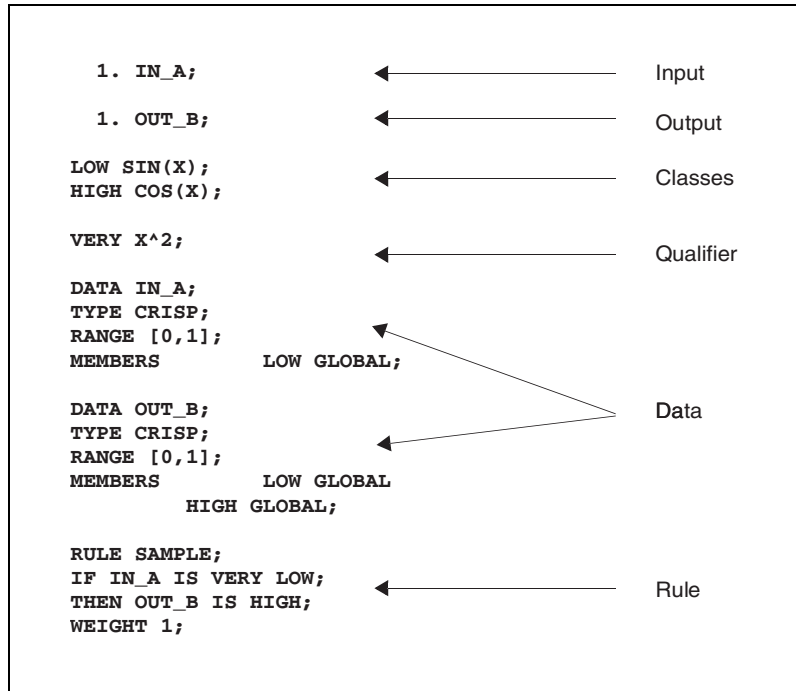 1. IN_A; Input
1. OUT_B; Output
LOW SIN(X);
HIGH COS(X); Classes
VERY X^2; Qualifier
DATA IN_A;
TYPE CRISP;
RANGE [0,1];
MEMBERS LOW GLOBAL;
DATA OUT_B; Data
TYPE CRISP;
RANGE [0,1];
MEMBERS LOW GLOBAL
HIGH GLOBAL;
RULE SAMPLE;
IF IN_A IS VERY LOW; Rule
THEN OUT_B IS HIGH;
WEIGHT 1;